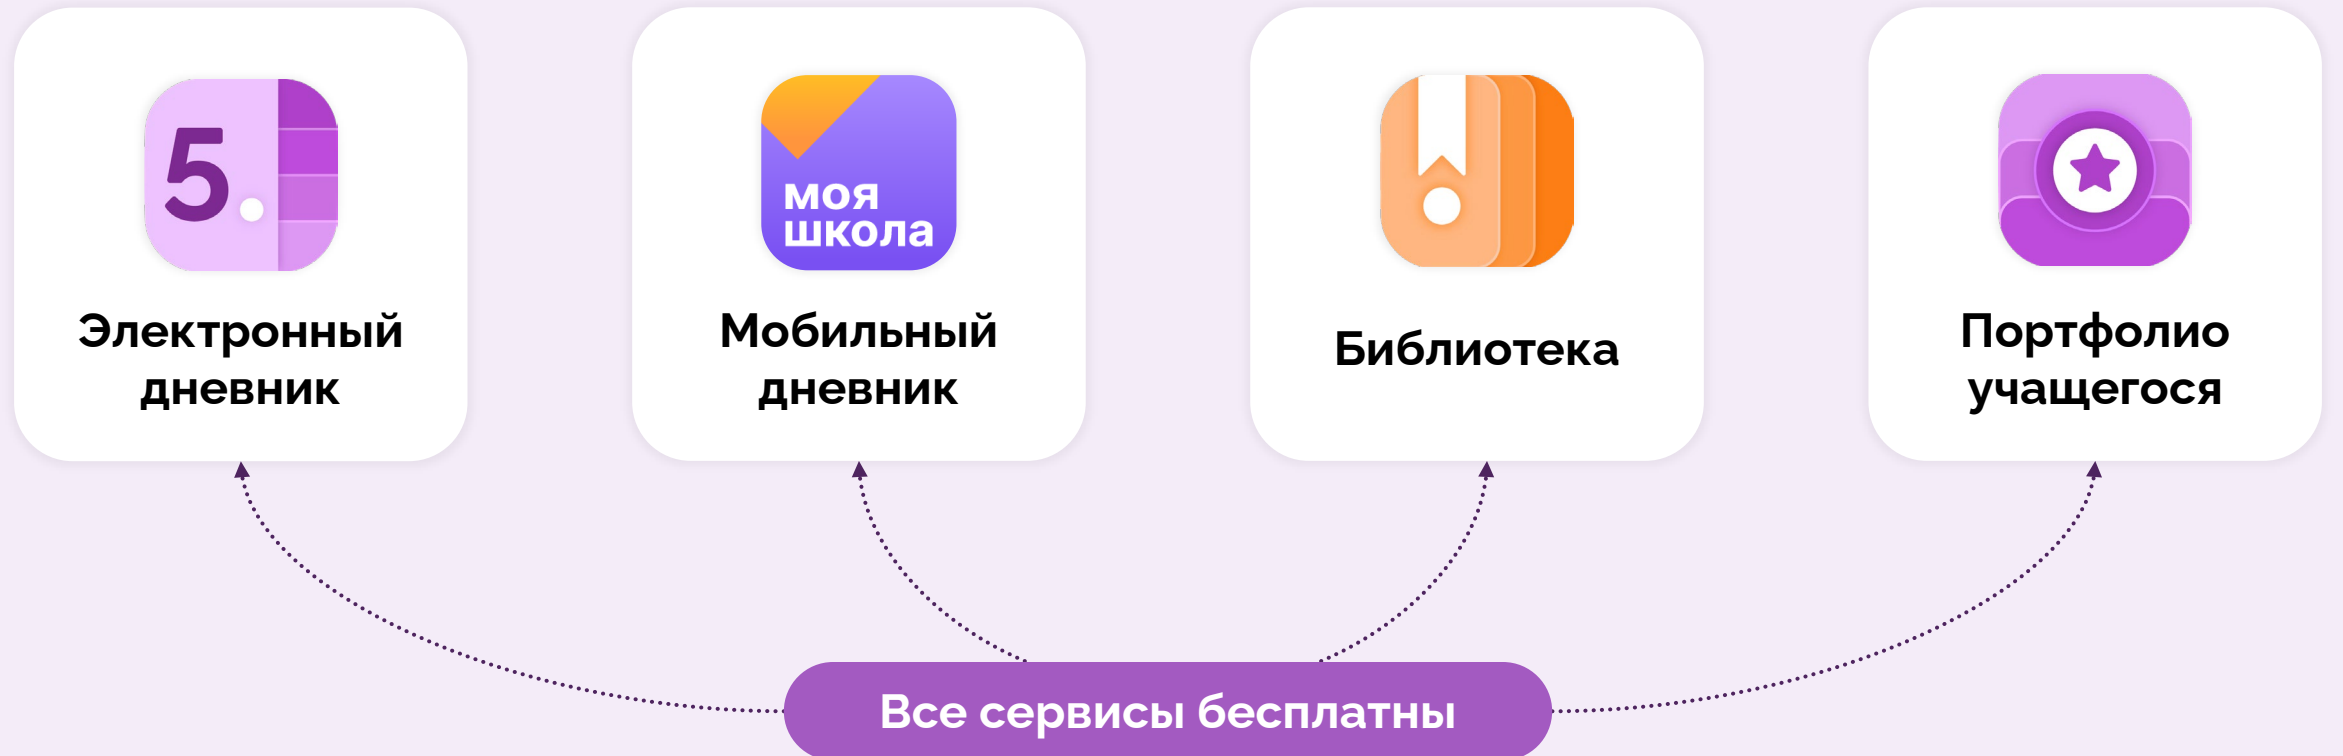 5.
Электронный
дневник
моя
школа
Мобильный
дневник
Библиотека
Портфолио
учащегося
Все сервисы бесплатны